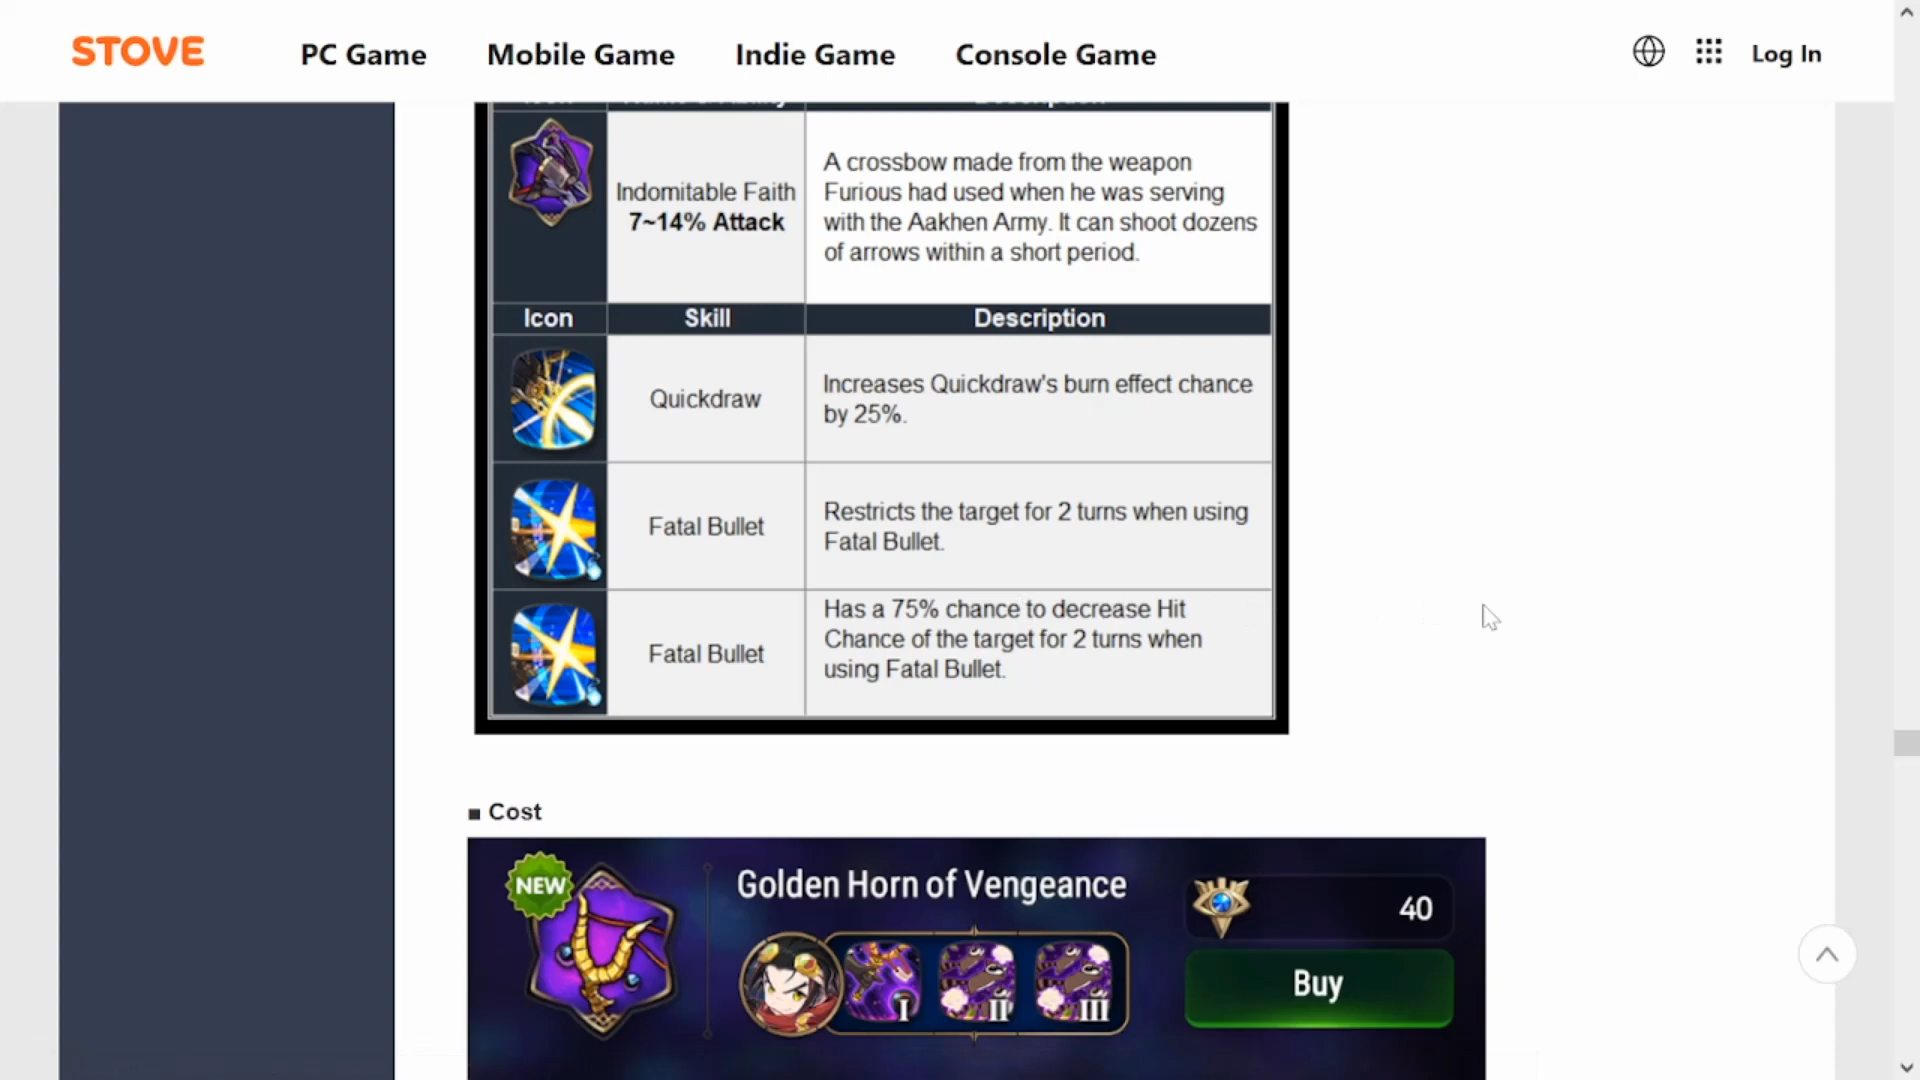 STOVE
PC Game
Mobile Game
Indie Game
Console Game
Log In
Indomitable Faith
7~14% Attack
A crossbow made from the weapon
Furious had used when he was serving
with the Aakhen Army. It can shoot dozens
of arrows within a short period.
Icon
Skill
Description
Quickdraw
Increases Quickdraw's burn effect chance
by 25%.
Fatal Bullet
Restricts the target for 2 turns when using
Fatal Bullet.
Fatal Bullet
Has a 75% chance to decrease Hit
Chance of the target for 2 turns when
using Fatal Bullet.
■ Cost
NEW
Golden Horn of Vengeance
I
II
III
40
Buy